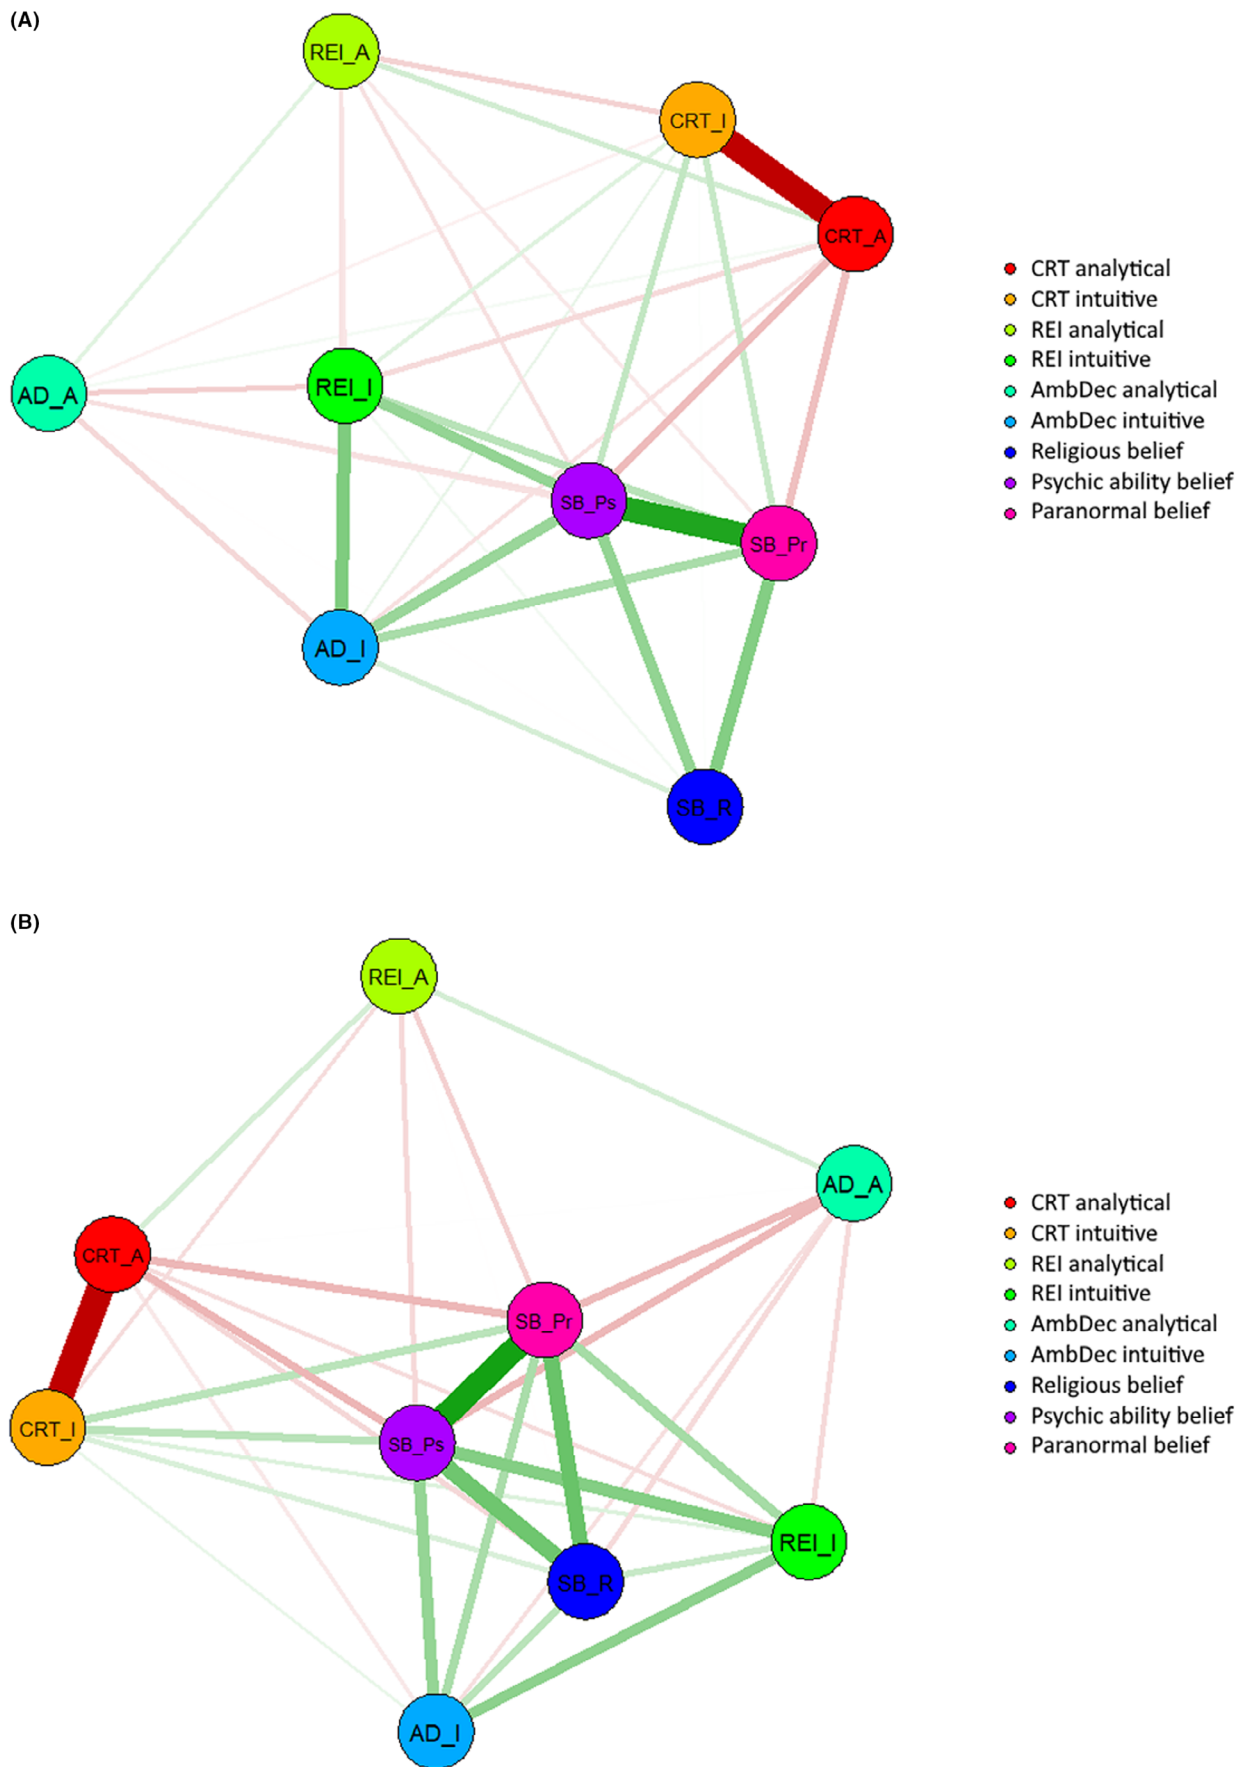 (A)
REI_A
CRT_I
CRT_A
AD_A
REI_I
SB_Ps
SB_Pr
AD_I
SB_R
CRT analytical
CRT intuitive
REI analytical
REI intuitive
AmbDec analytical
AmbDec intuitive
Religious belief
Psychic ability belief
Paranormal belief
(B)
REI_A
AD_A
CRT_A
SB_Pr
CRT_I
SB_Ps
REI_I
SB_R
AD_I
CRT analytical
CRT intuitive
REI analytical
REI intuitive
AmbDec analytical
AmbDec intuitive
Religious belief
Psychic ability belief
Paranormal belief